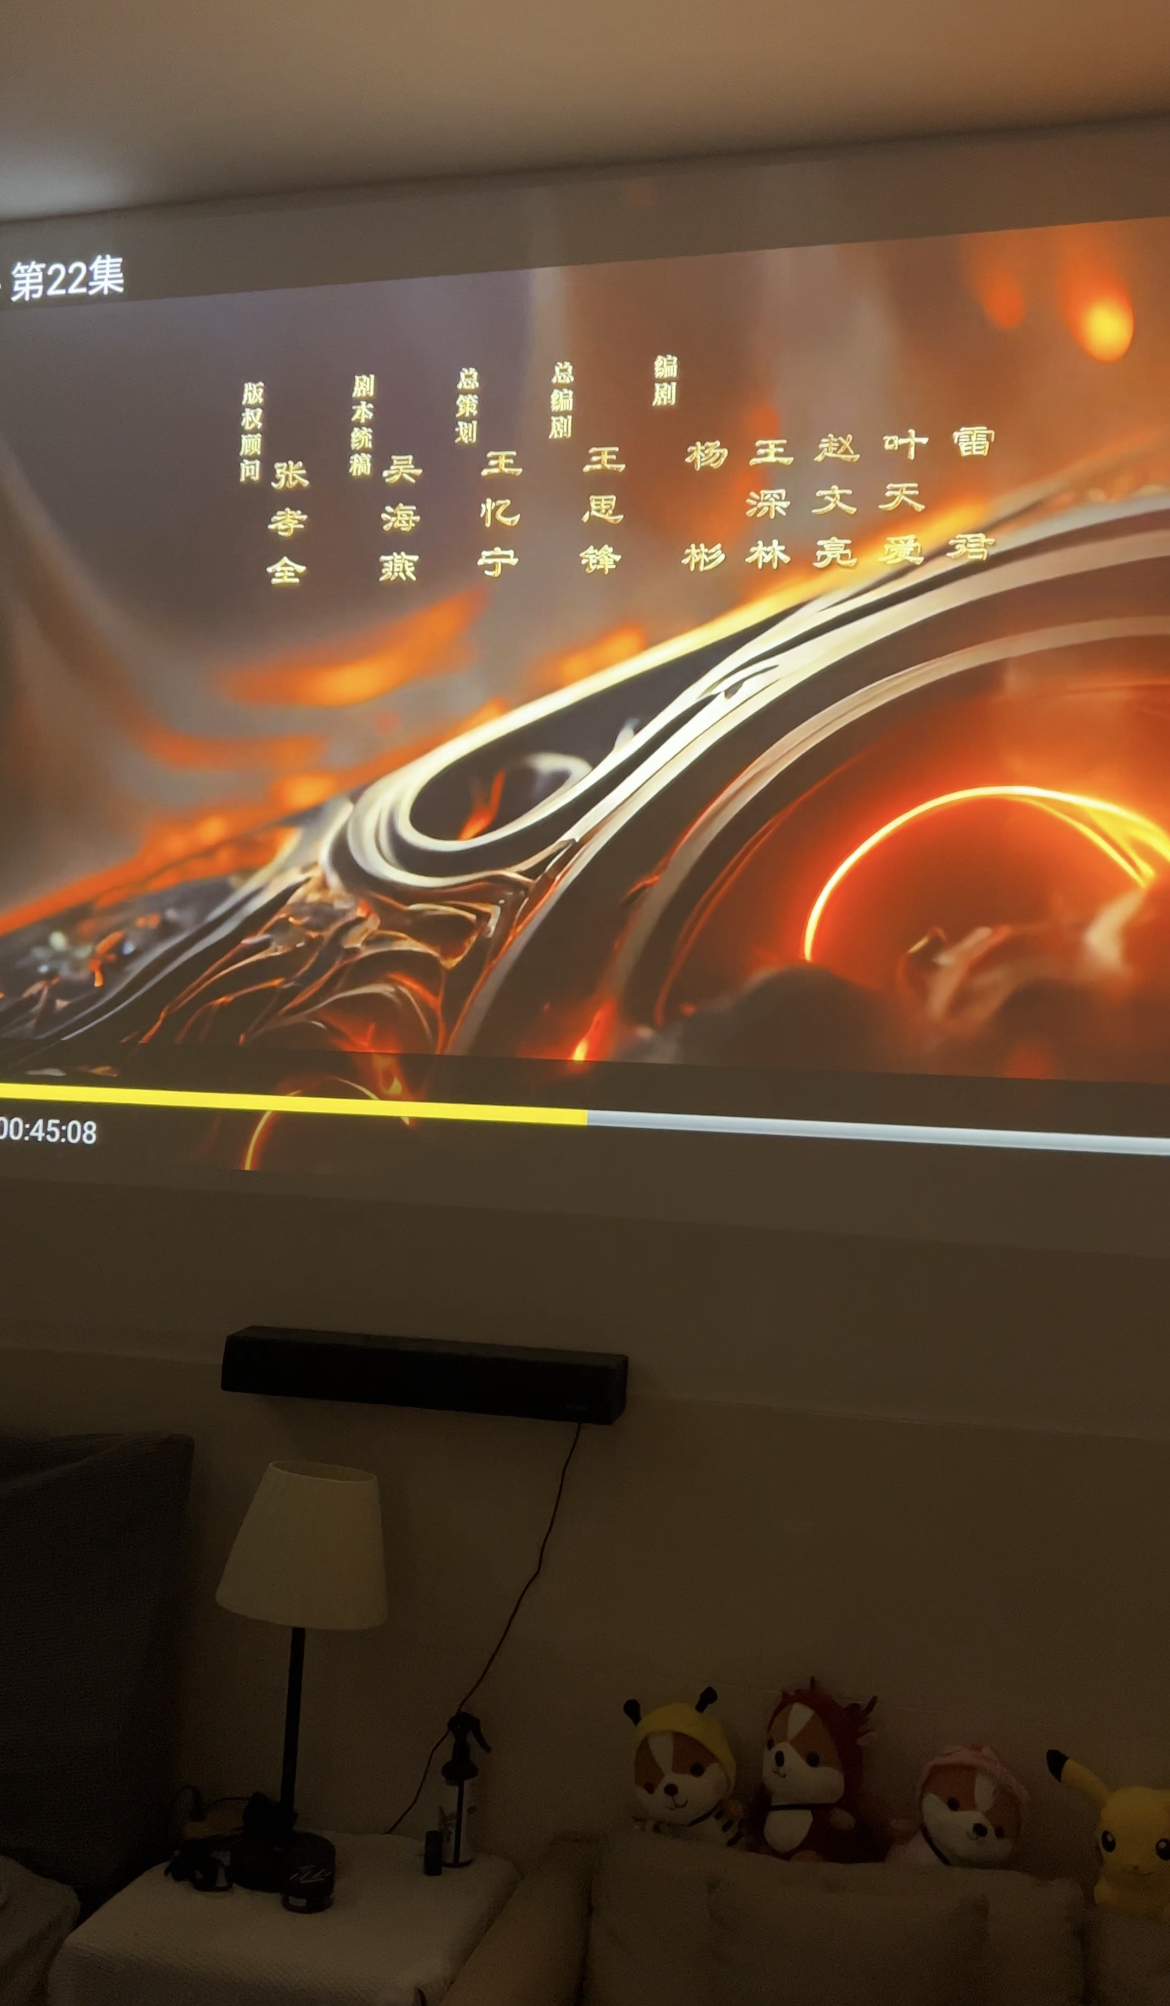 第22集
版权顾问
张孝全
剧本统稿
吴海燕
总策划
王忆宁
总编剧
王思锋
编剧
杨彬
王深林
赵文亮
叶天爱
雷君
00:45:08